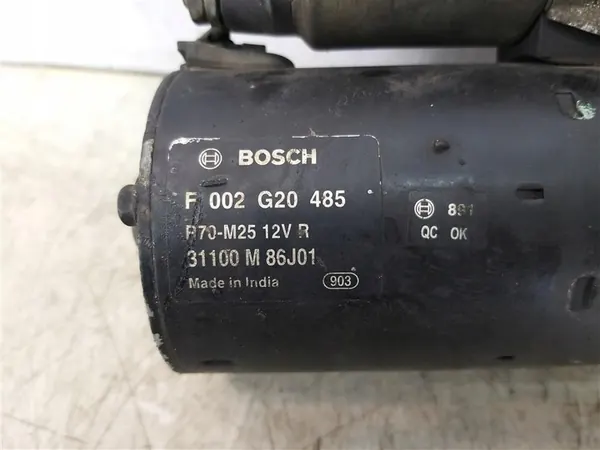 BOSCH
F 002 G20 485
R70-M25 12V R
31100 M 86J01
Made in India 903
891
QC OK